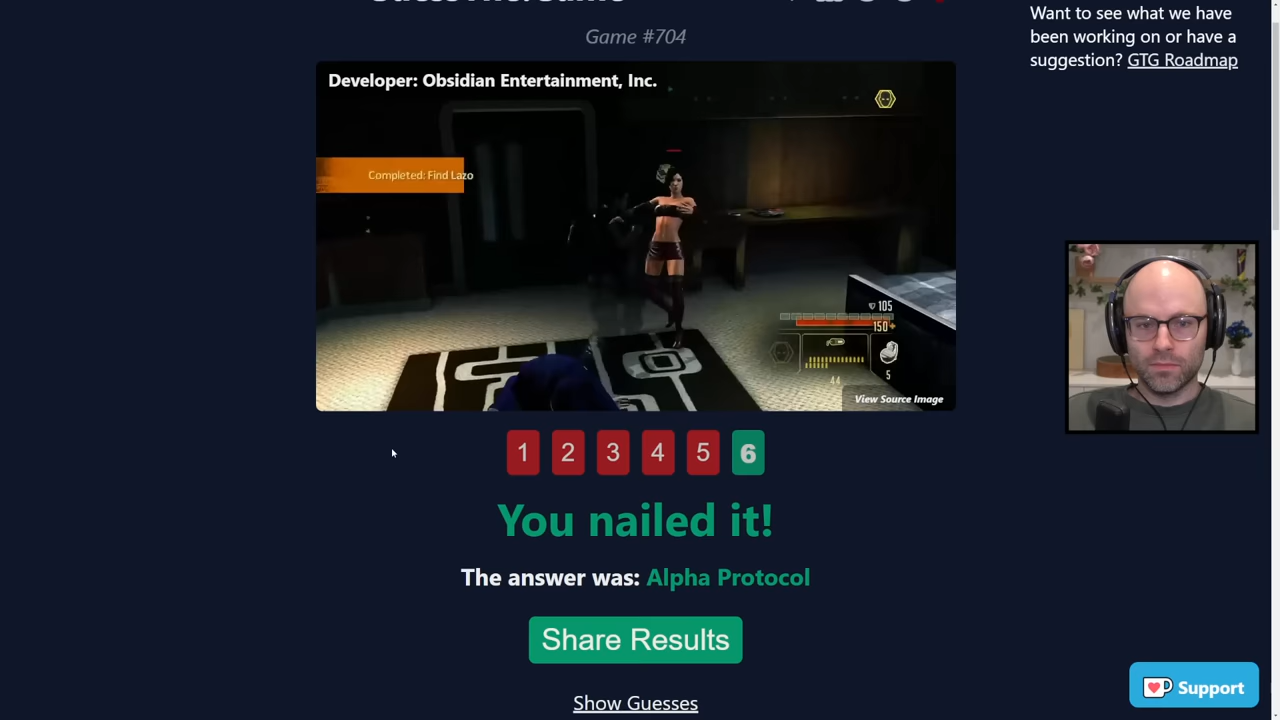 Game #704
Want to see what we have
been working on or have a
suggestion? GTG Roadmap
Developer: Obsidian Entertainment, Inc.
Completed: Find Lazo
105
150+
44
5
View Source Image
1 2 3 4 5 6
You nailed it!
The answer was: Alpha Protocol
Share Results
Show Guesses
Support